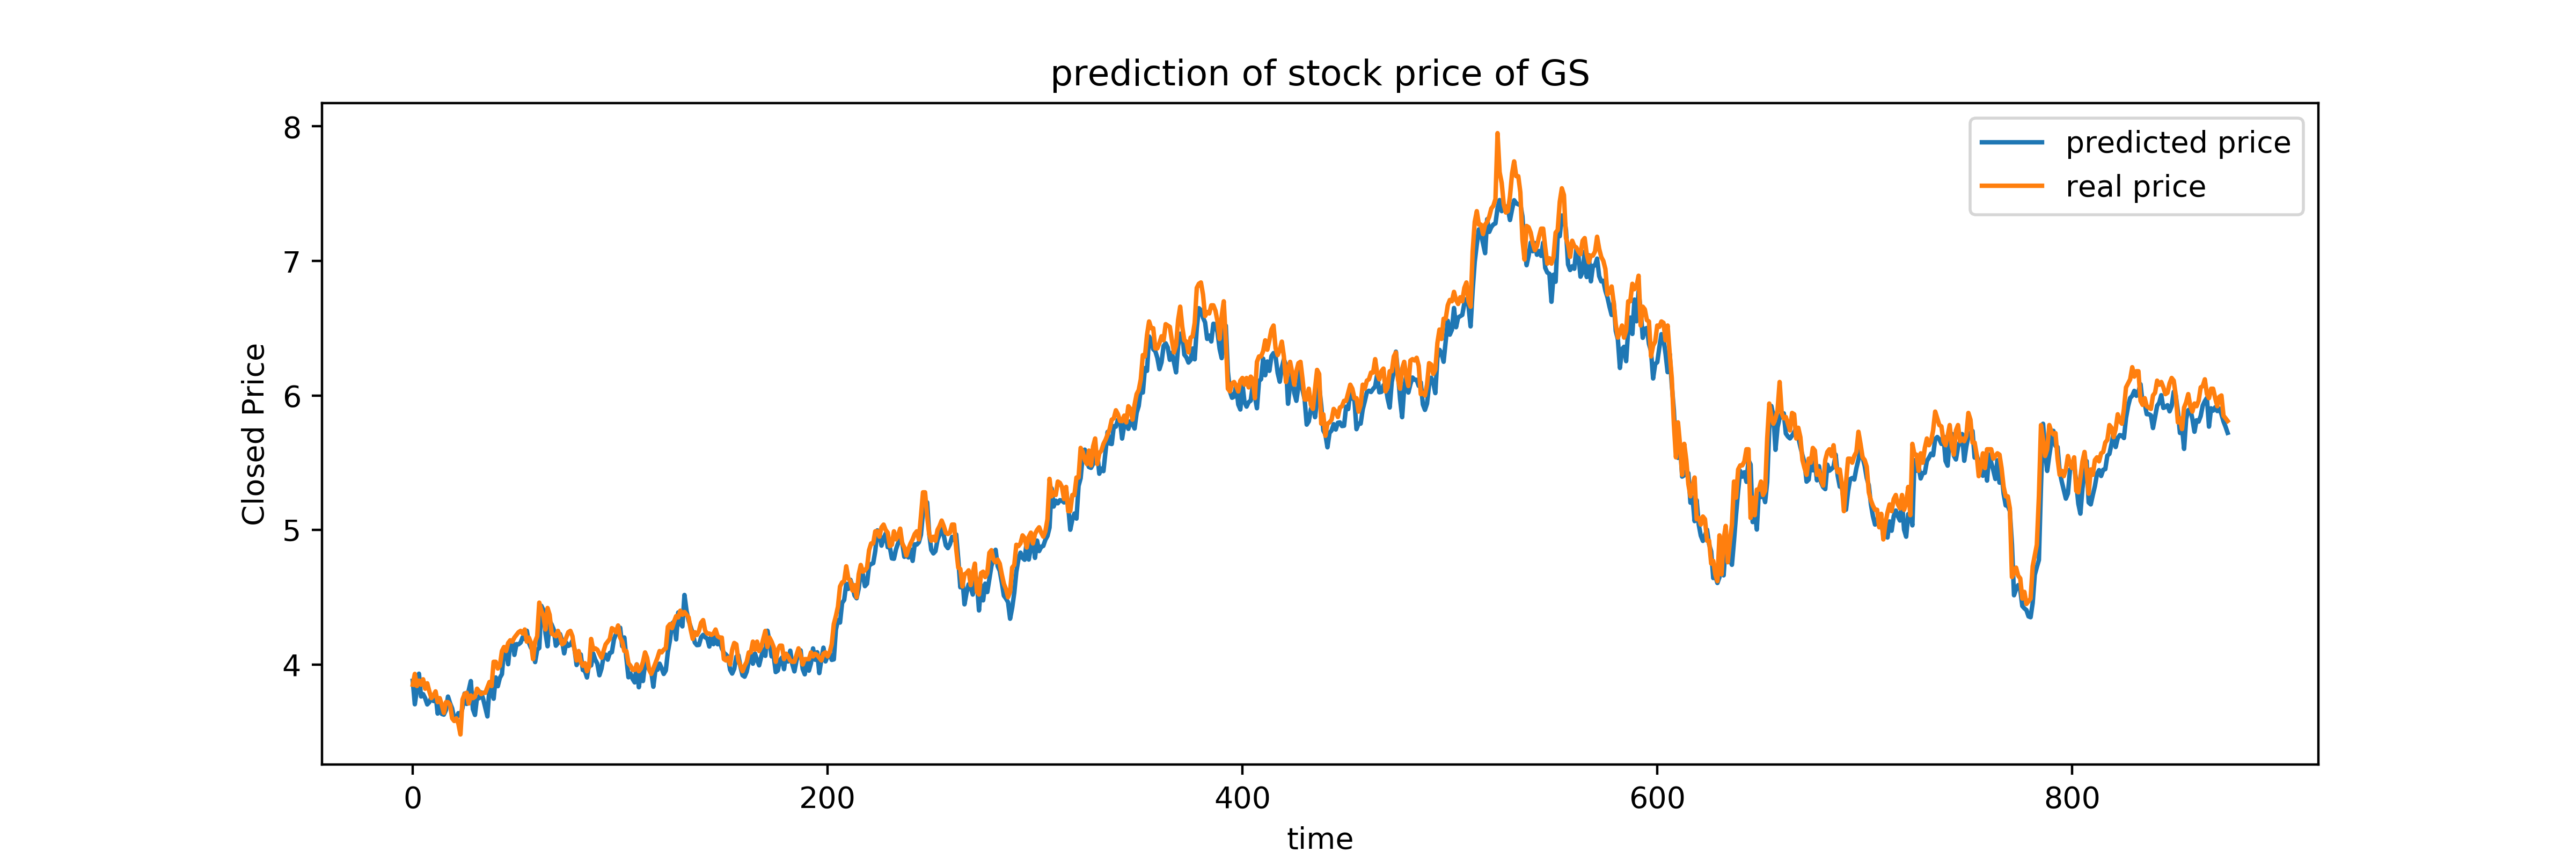 prediction of stock price of GS
predicted price
real price
Closed Price
8
7
6
5
4
0 200 400 600 800
time